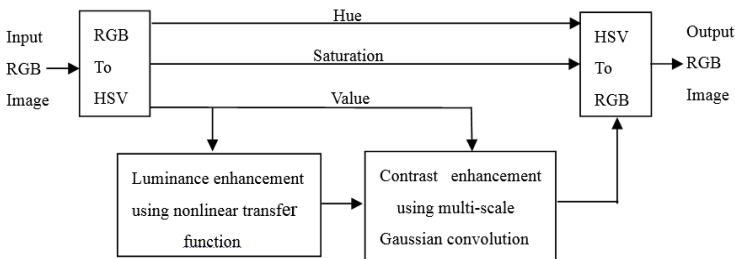 Input
RGB
Image
RGB
To
HSV
Hue
Saturation
Value
HSV
To
RGB
Output
RGB
Image
Luminance enhancement
using nonlinear transfer
function
Contrast enhancement
using multi-scale
Gaussian convolution